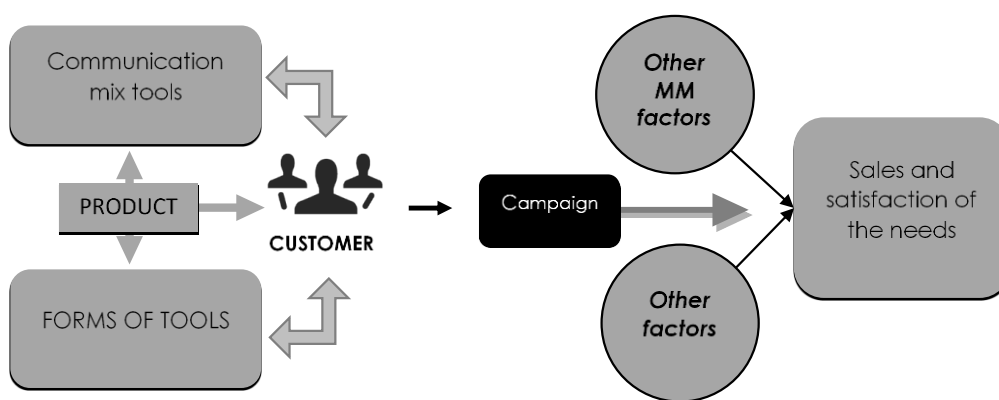 Communication
mix tools
PRODUCT
FORMS OF TOOLS
CUSTOMER
Campaign
Other
MM
factors
Other
factors
Sales and
satisfaction of
the needs